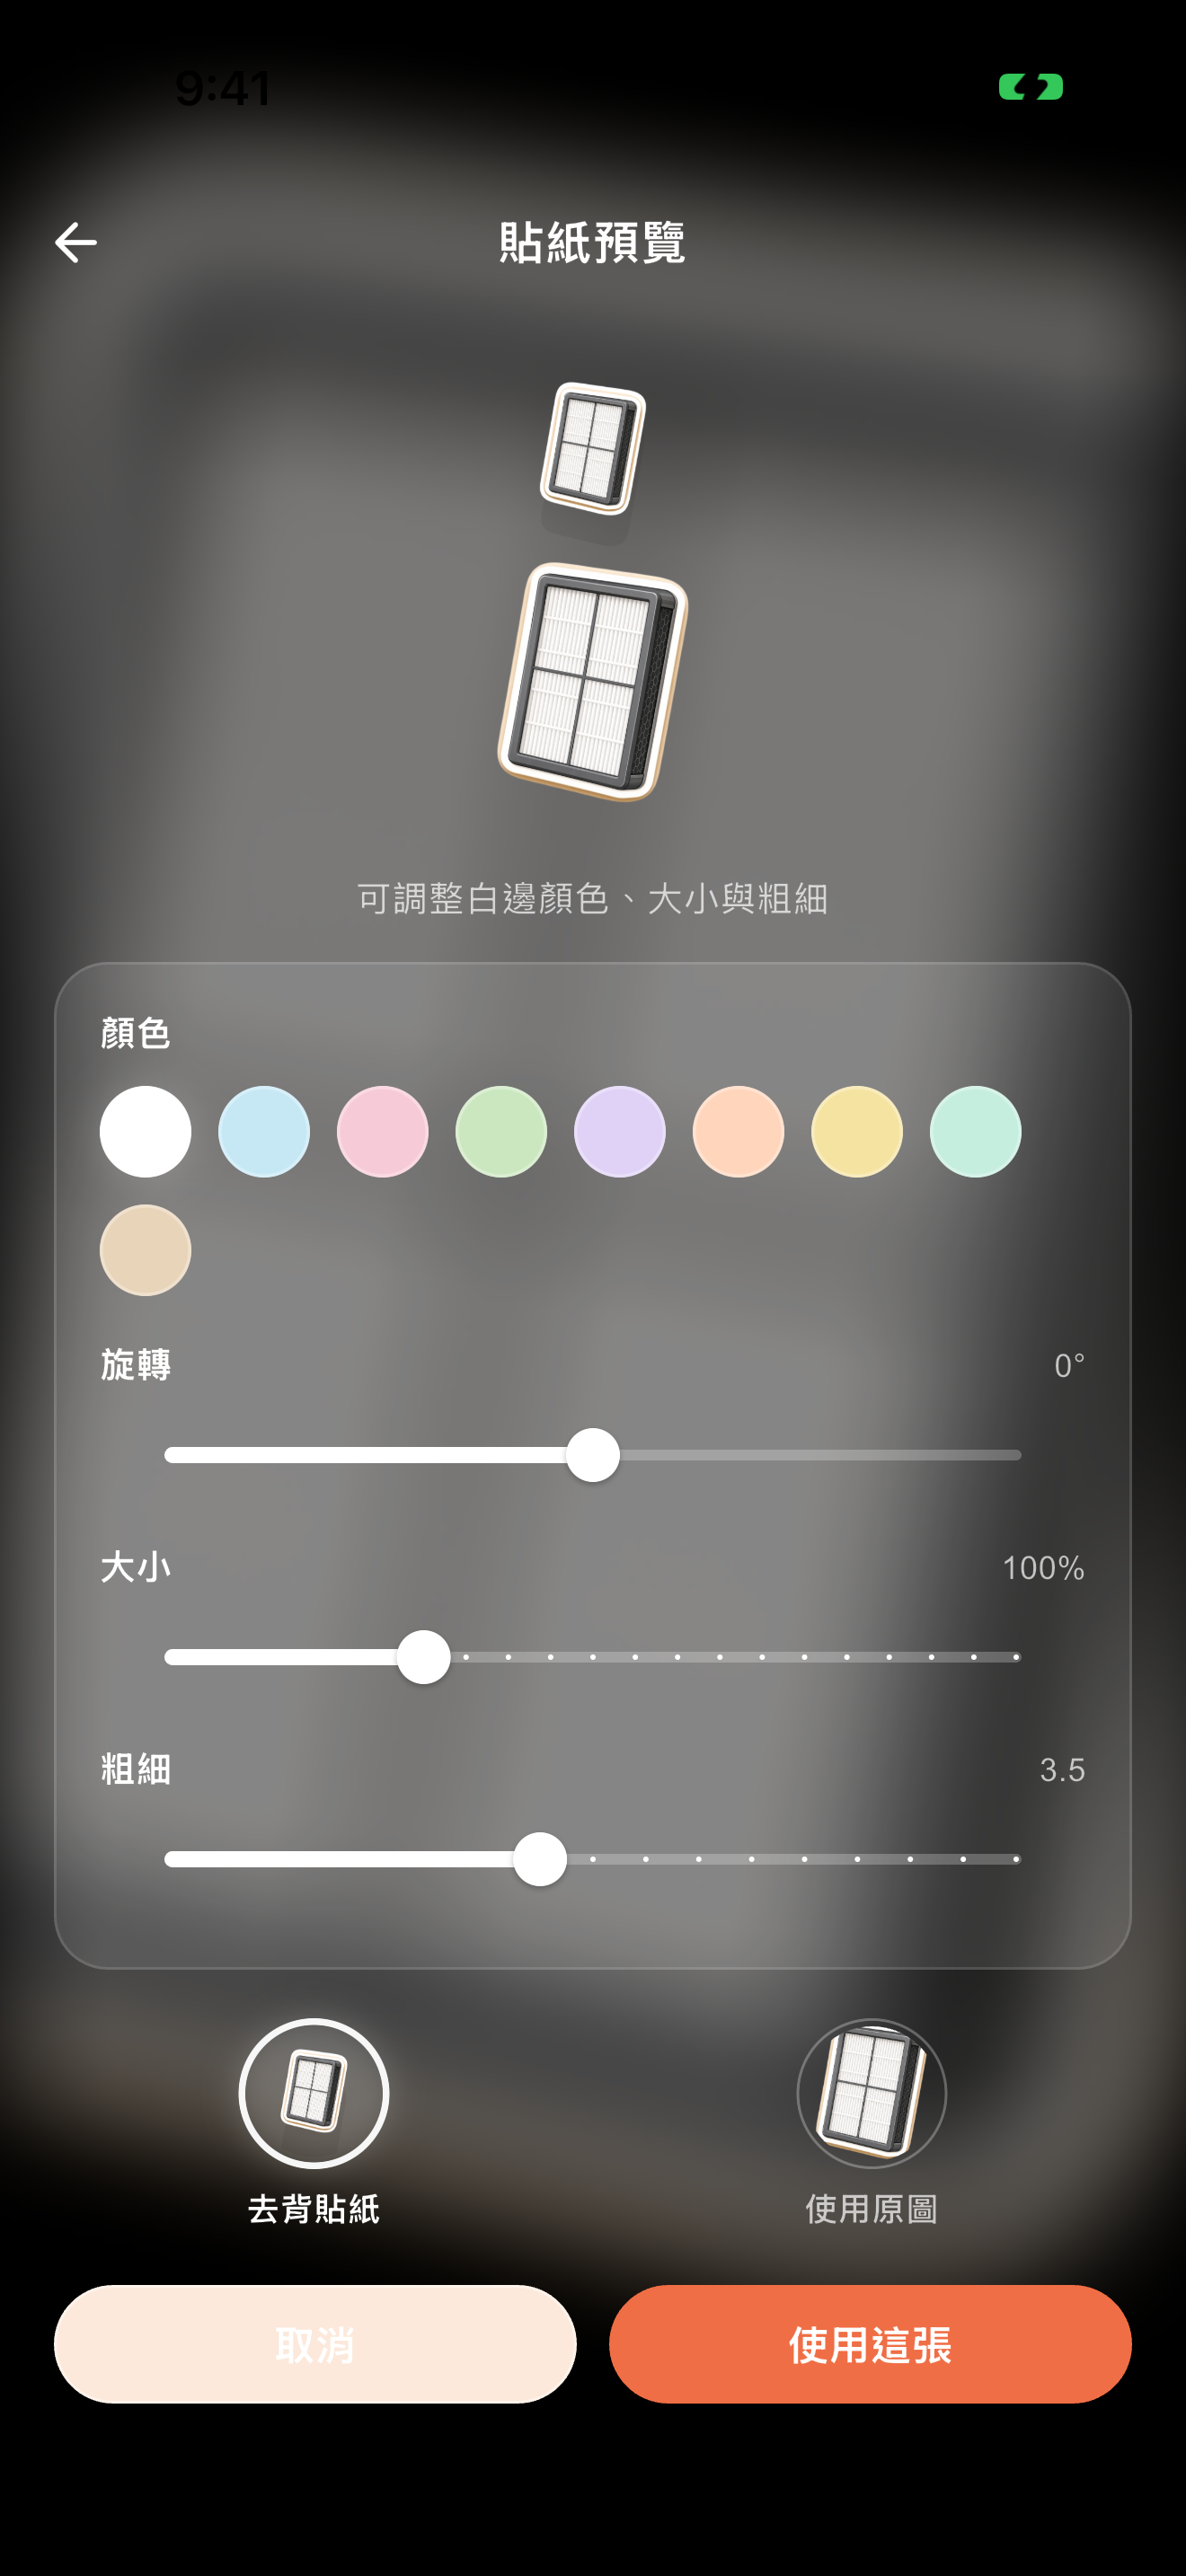 9:41
貼紙預覽
可調整白邊顏色、大小與粗細
顏色
旋轉
0°
大小
100%
粗細
3.5
去背貼紙
使用原圖
取消
使用這張